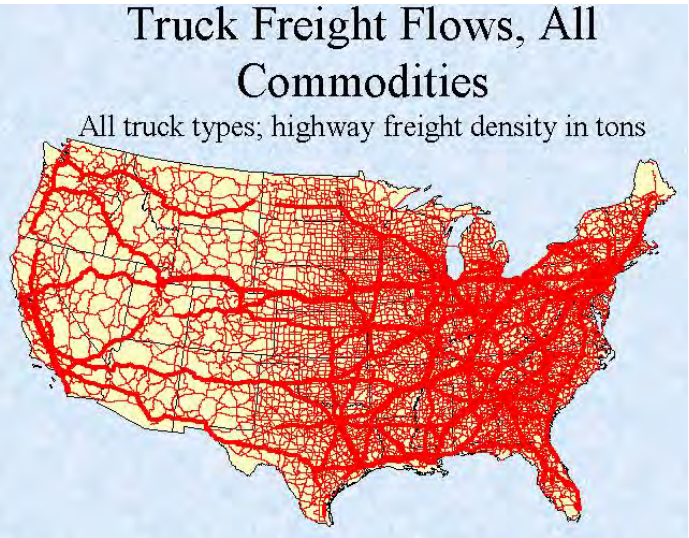 Truck Freight Flows, All
Commodities
All truck types; highway freight density in tons